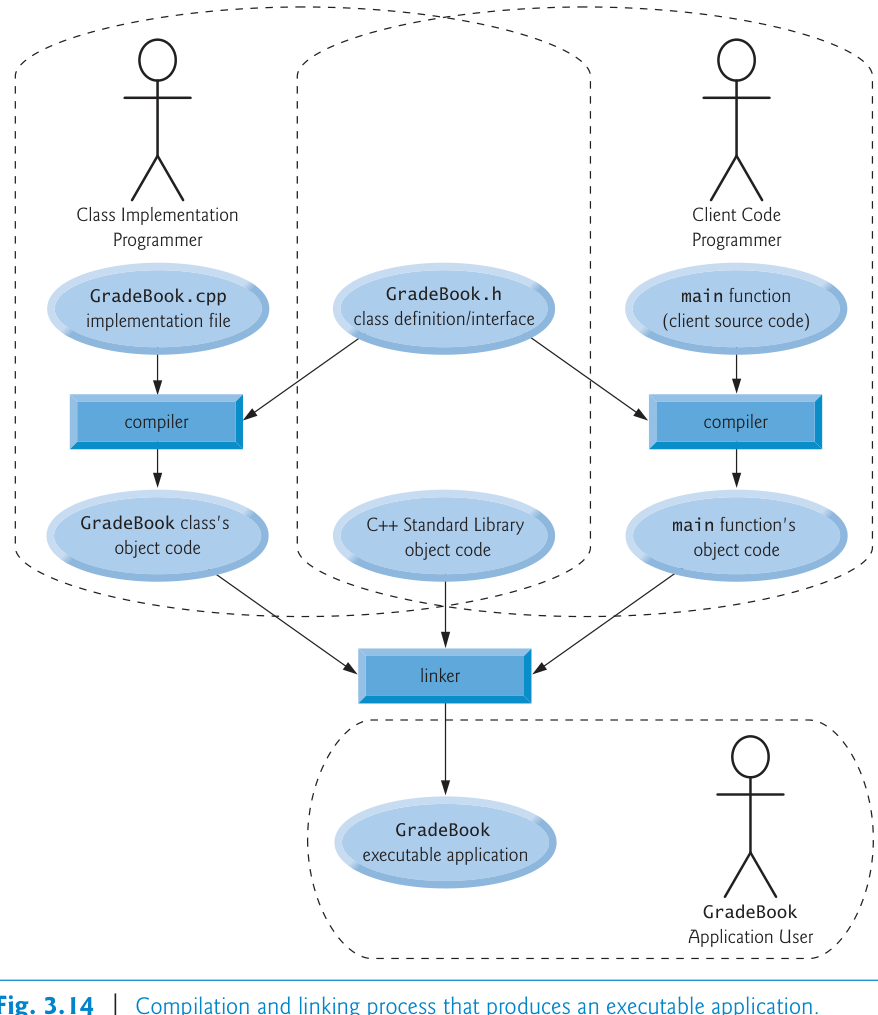 Class Implementation
Programmer
Client Code
Programmer
GradeBook.cpp
implementation file
GradeBook.h
class definition/interface
main function
(client source code)
compiler
compiler
GradeBook class's
object code
C++ Standard Library
object code
main function's
object code
linker
GradeBook
executable application
GradeBook
Application User
Fig. 3.14 | Compilation and linking process that produces an executable application.